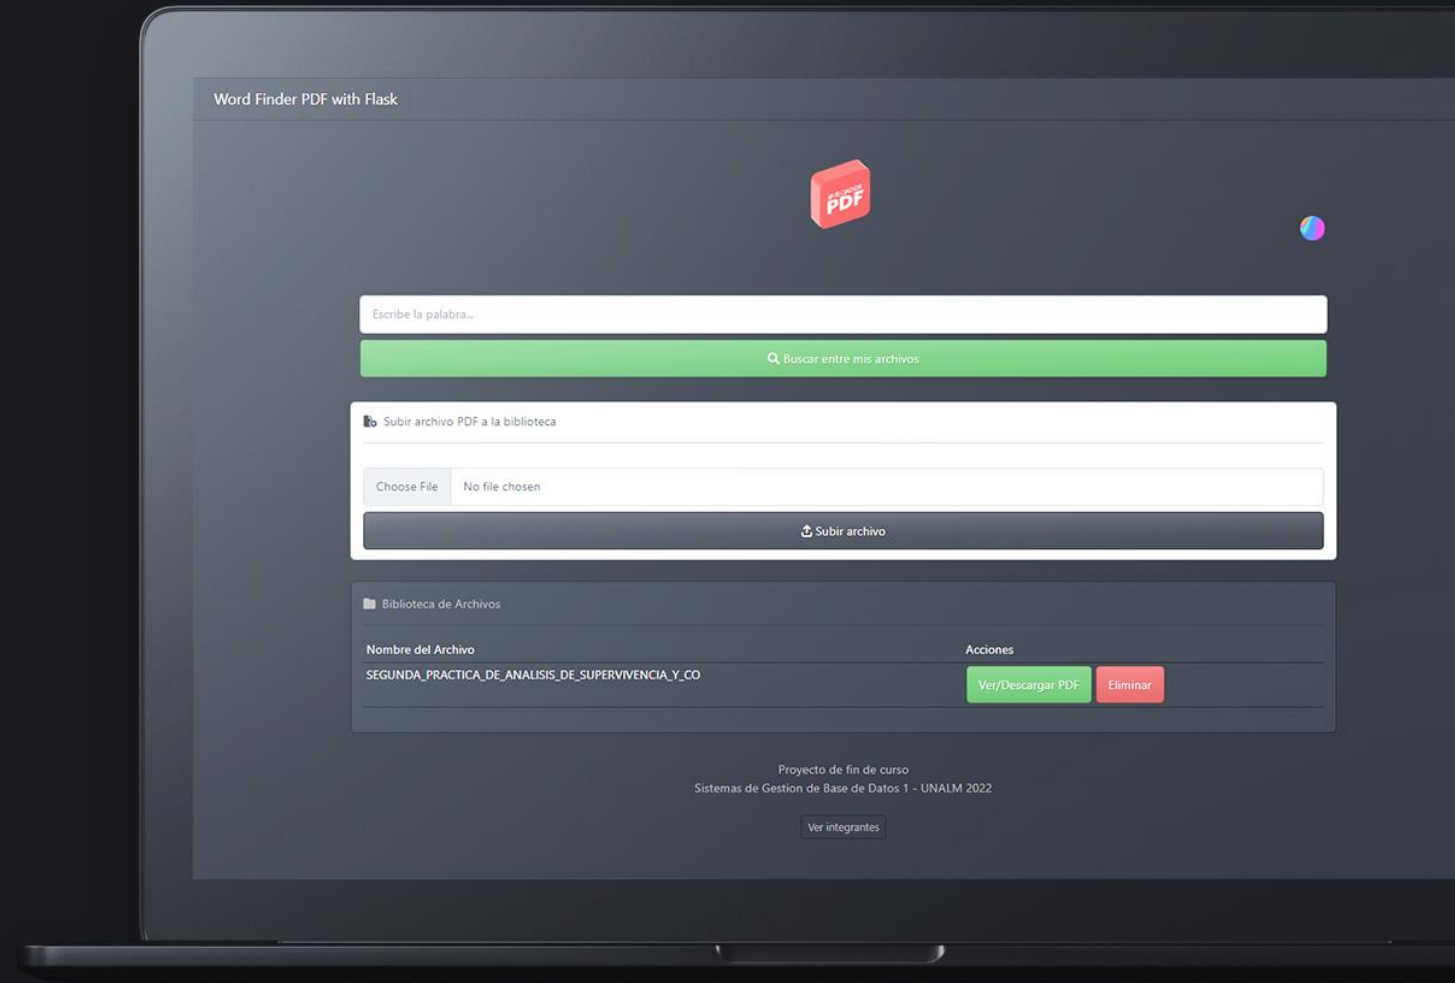 Word Finder PDF with Flask
PDF
Escribe la palabra...
Buscar entre mis archivos
Subir archivo PDF a la biblioteca
Choose File No file chosen
Subir archivo
Biblioteca de Archivos
Nombre del Archivo Acciones
SEGUNDA_PRACTICA_DE_ANALISIS_DE_SUPERVIVENCIA_Y_CO
Ver/Descargar PDF Eliminar
Proyecto de fin de curso
Sistemas de Gestion de Base de Datos 1 - UNALM 2022
Ver integrantes